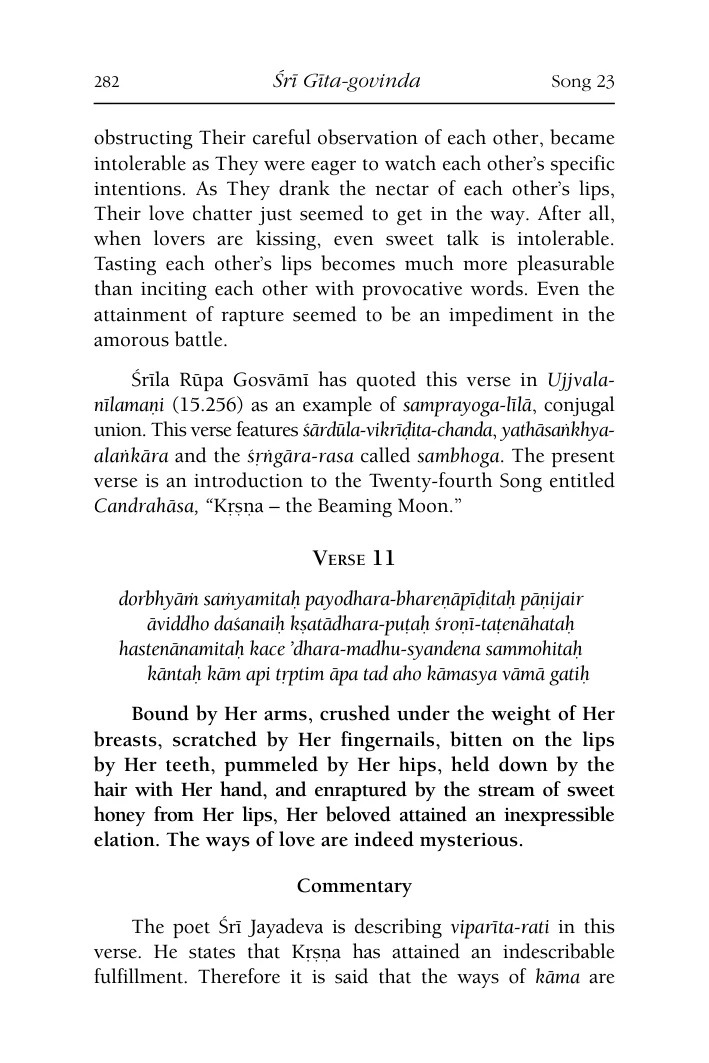 282 Śrī Gīta-govinda Song 23
obstructing Their careful observation of each other, became
intolerable as They were eager to watch each other’s specific
intentions. As They drank the nectar of each other’s lips,
Their love chatter just seemed to get in the way. After all,
when lovers are kissing, even sweet talk is intolerable.
Tasting each other’s lips becomes much more pleasurable
than inciting each other with provocative words. Even the
attainment of rapture seemed to be an impediment in the
amorous battle.
Śrīla Rūpa Gosvāmī has quoted this verse in Ujjvala-
nīlamaṇi (15.256) as an example of samprayoga-līlā, conjugal
union. This verse features śārdūla-vikrīḍita-chanda, yathāsaṅkhya-
alaṅkāra and the śṛṅgāra-rasa called sambhoga. The present
verse is an introduction to the Twenty-fourth Song entitled
Candrahāsa, “Kṛṣṇa – the Beaming Moon.”
Verse 11
dorbhyāṁ saṁyamitaḥ payodhara-bhareṇāpīḍitaḥ pāṇijair
āviddho daśanaiḥ kṣatādhara-puṭaḥ śroṇī-taṭenāhataḥ
hastenānamitaḥ kace ’dhara-madhu-syandena sammohitaḥ
kāntaḥ kām api tṛptim āpa tad aho kāmasya vāmā gatiḥ
Bound by Her arms, crushed under the weight of Her
breasts, scratched by Her fingernails, bitten on the lips
by Her teeth, pummeled by Her hips, held down by the
hair with Her hand, and enraptured by the stream of sweet
honey from Her lips, Her beloved attained an inexpressible
elation. The ways of love are indeed mysterious.
Commentary
The poet Śrī Jayadeva is describing viparīta-rati in this
verse. He states that Kṛṣṇa has attained an indescribable
fulfillment. Therefore it is said that the ways of kāma are